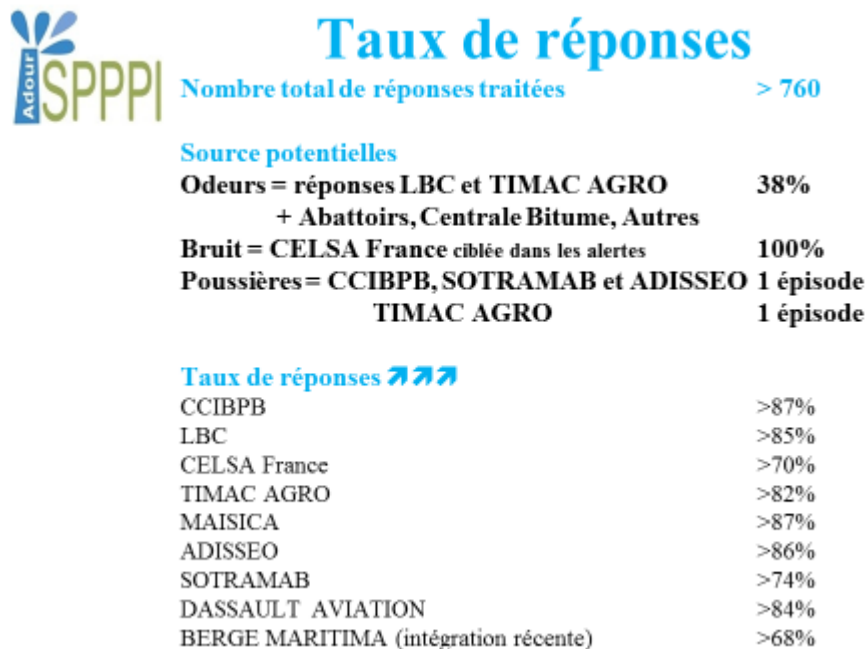 Adour
SPPPI
Taux de réponses
Nombre total de réponses traitées > 760
Source potentielles
Odeurs = réponses LBC et TIMAC AGRO 38%
+ Abattoirs, Centrale Bitume, Autres
Bruit = CELSA France ciblée dans les alertes 100%
Poussières = CCIBPB, SOTRAMAB et ADISSEO 1 épisode
TIMAC AGRO 1 épisode
Taux de réponses ↗↗↗
CCIBPB >87%
LBC >85%
CELSA France >70%
TIMAC AGRO >82%
MAISICA >87%
ADISSEO >86%
SOTRAMAB >74%
DASSAULT AVIATION >84%
BERGE MARITIMA (intégration récente) >68%